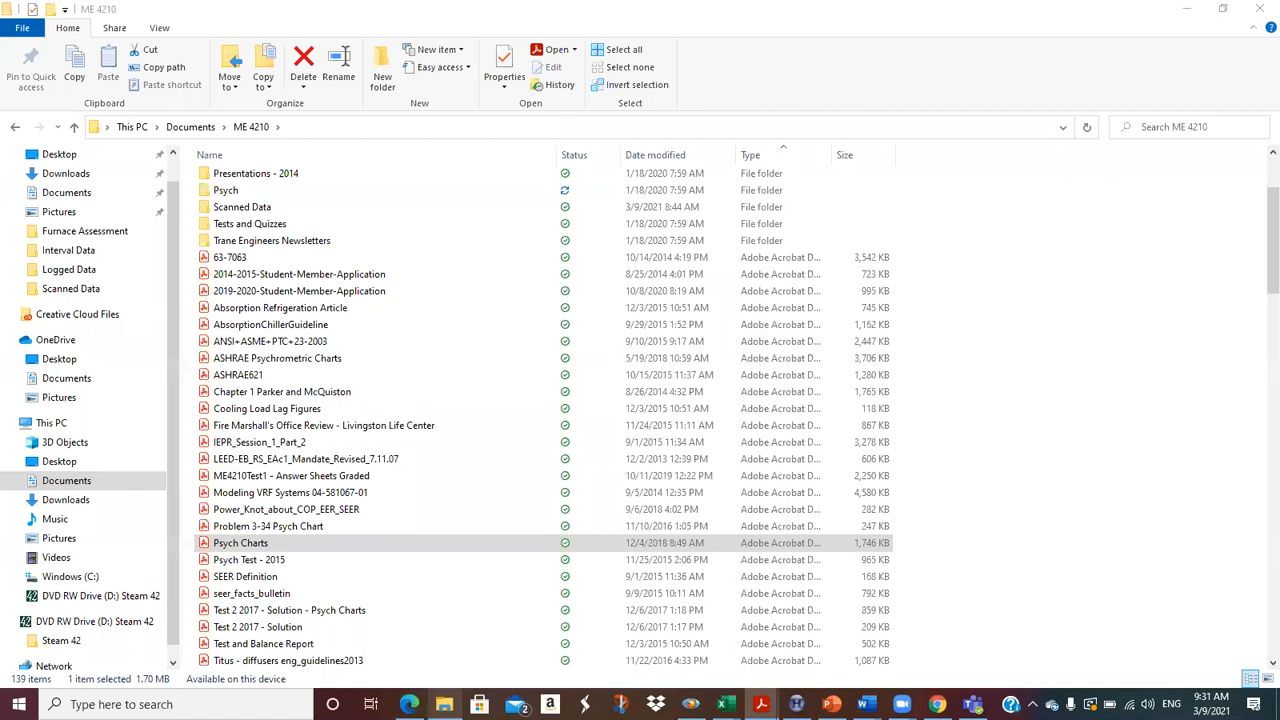 ME 4210
File Home Share View
Pin to Quick access
Copy
Paste
Cut
Copy path
Paste shortcut
Clipboard
Move to
Copy to
Delete
Rename
Organize
New folder
New item
Easy access
New
Properties
Open
Edit
History
Open
Select all
Select none
Invert selection
Select
This PC > Documents > ME 4210 >
Search ME 4210
Desktop
Downloads
Documents
Pictures
Furnace Assessment
Interval Data
Logged Data
Scanned Data
Creative Cloud Files
OneDrive
Desktop
Documents
Pictures
This PC
3D Objects
Desktop
Documents
Downloads
Music
Pictures
Videos
Windows (C:)
DVD RW Drive (D:) Steam 42
DVD RW Drive (D:) Steam 42
Steam 42
Network
Name Status Date modified Type Size
Presentations - 2014 1/18/2020 7:59 AM File folder
Psych 1/18/2020 7:59 AM File folder
Scanned Data 3/9/2021 8:44 AM File folder
Tests and Quizzes 1/18/2020 7:59 AM File folder
Trane Engineers Newsletters 1/18/2020 7:59 AM File folder
63-7063 10/14/2014 4:19 PM Adobe Acrobat D... 3,542 KB
2014-2015-Student-Member-Application 8/25/2014 4:01 PM Adobe Acrobat D... 723 KB
2019-2020-Student-Member-Application 10/8/2020 8:19 AM Adobe Acrobat D... 995 KB
Absorption Refrigeration Article 12/3/2015 10:51 AM Adobe Acrobat D... 745 KB
AbsorptionChillerGuideline 9/29/2015 1:52 PM Adobe Acrobat D... 1,162 KB
ANSI+ASME+PTC+23-2003 9/10/2015 9:17 AM Adobe Acrobat D... 2,447 KB
ASHRAE Psychrometric Charts 5/19/2018 10:59 AM Adobe Acrobat D... 3,706 KB
ASHRAE621 10/15/2015 11:37 AM Adobe Acrobat D... 1,280 KB
Chapter 1 Parker and McQuiston 8/26/2014 4:32 PM Adobe Acrobat D... 1,765 KB
Cooling Load Lag Figures 12/3/2015 10:51 AM Adobe Acrobat D... 118 KB
Fire Marshall's Office Review - Livingston Life Center 11/24/2015 11:11 AM Adobe Acrobat D... 867 KB
IEPR_Session_1_Part_2 9/1/2015 11:34 AM Adobe Acrobat D... 3,278 KB
LEED-EB_RS_EAc1_Mandate_Revised_7.11.07 12/2/2013 12:39 PM Adobe Acrobat D... 606 KB
ME4210Test1 - Answer Sheets Graded 10/11/2019 12:22 PM Adobe Acrobat D... 2,250 KB
Modeling VRF Systems 04-581067-01 9/5/2014 12:35 PM Adobe Acrobat D... 4,580 KB
Power_Knot_about_COP_EER_SEER 9/6/2018 4:02 PM Adobe Acrobat D... 282 KB
Problem 3-34 Psych Chart 11/10/2016 1:05 PM Adobe Acrobat D... 247 KB
Psych Charts 12/4/2018 8:49 AM Adobe Acrobat D... 1,746 KB
Psych Test - 2015 11/25/2015 2:06 PM Adobe Acrobat D... 965 KB
SEER Definition 9/1/2015 11:36 AM Adobe Acrobat D... 168 KB
seer_facts_bulletin 9/9/2015 10:11 AM Adobe Acrobat D... 792 KB
Test 2 2017 - Solution - Psych Charts 12/6/2017 1:18 PM Adobe Acrobat D... 859 KB
Test 2 2017 - Solution 12/6/2017 1:17 PM Adobe Acrobat D... 209 KB
Test and Balance Report 12/3/2015 10:50 AM Adobe Acrobat D... 502 KB
Titus - diffusers eng_guidelines2013 11/22/2016 4:33 PM Adobe Acrobat D... 1,087 KB
139 items 1 item selected 1.70 MB Available on this device
Type here to search
2
ENG
9:31 AM
3/9/2021